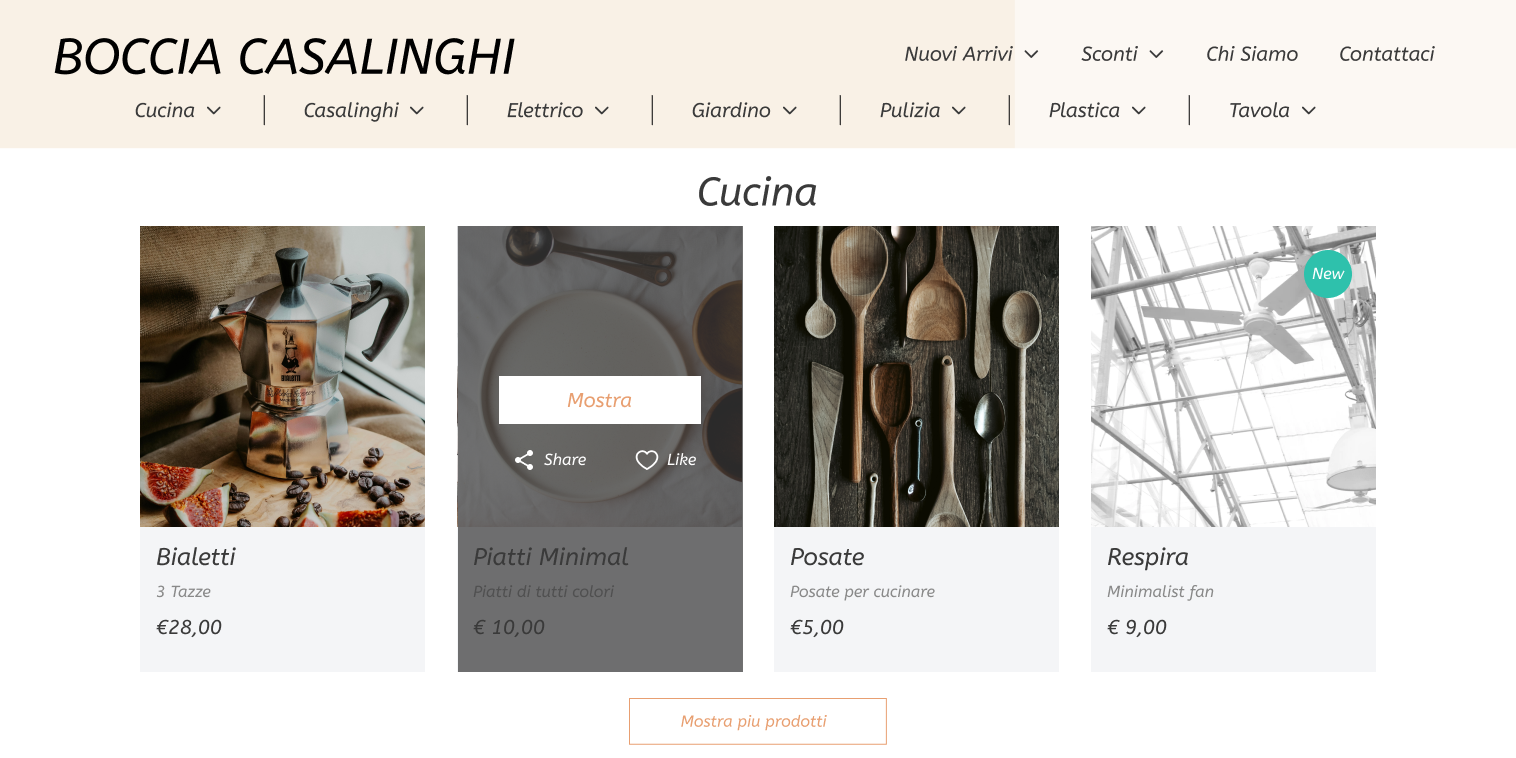 BOCCIA CASALINGHI
Nuovi Arrivi Sconti Chi Siamo Contattaci
Cucina Casalinghi Elettrico Giardino Pulizia Plastica Tavola
Cucina
New
BIALETTI
Mostra
Share Like
Bialetti
3 Tazze
€28,00
Piatti Minimal
Piatti di tutti colori
€ 10,00
Posate
Posate per cucinare
€5,00
Respira
Minimalist fan
€ 9,00
Mostra piu prodotti